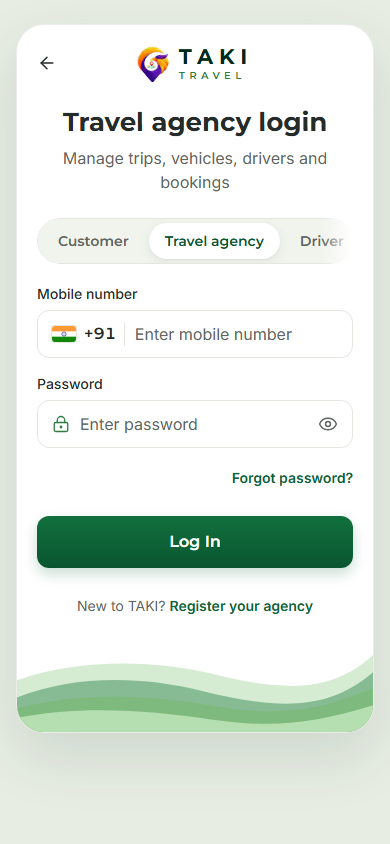 TAKI
TRAVEL
Travel agency login
Manage trips, vehicles, drivers and
bookings
Customer
Travel agency
Driver
Mobile number
+91
Enter mobile number
Password
Enter password
Forgot password?
Log In
New to TAKI? Register your agency